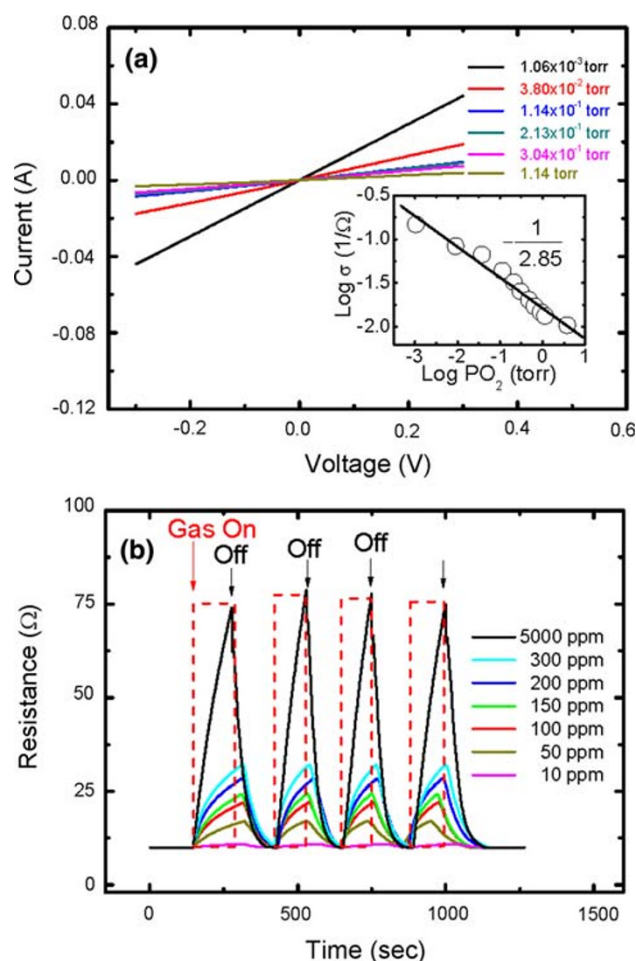 (a)
0.08
0.04
0.00
-0.04
-0.08
-0.12
Current (A)
1.06x10⁻³ torr
3.80x10⁻² torr
1.14x10⁻¹ torr
2.13x10⁻¹ torr
3.04x10⁻¹ torr
1.14 torr
-0.5
-1.0
-1.5
-2.0
Log σ (1/Ω)
-1/2.85
-3 -2 -1 0 1
Log PO₂ (torr)
-0.2 0.0 0.2 0.4 0.6
Voltage (V)
(b)
100
75
50
25
0
Resistance (Ω)
Gas On
Off Off Off
5000 ppm
300 ppm
200 ppm
150 ppm
100 ppm
50 ppm
10 ppm
0 500 1000 1500
Time (sec)